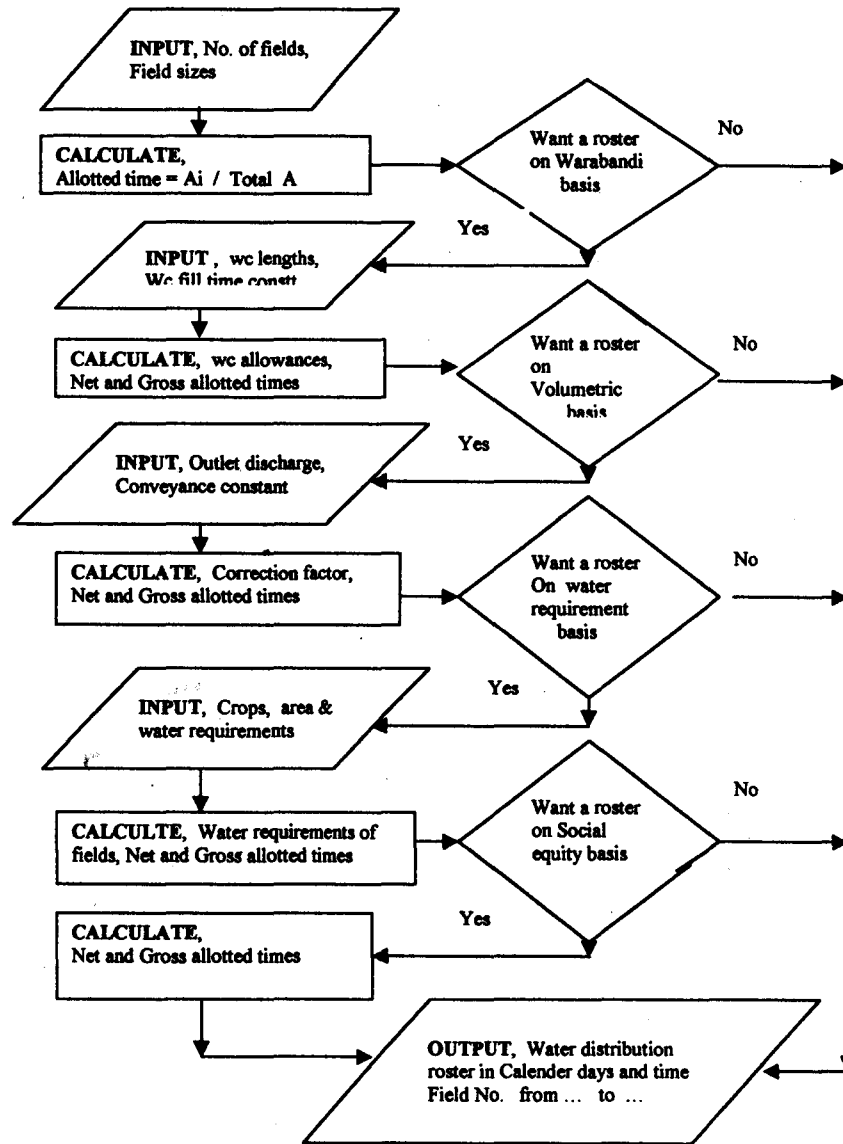 INPUT, No. of fields,
Field sizes
CALCULATE,
Allotted time = Ai / Total A
Want a roster
on Warabandi
basis
No
Yes
INPUT , wc lengths,
Wc fill time constt
CALCULATE, wc allowances,
Net and Gross allotted times
Want a roster
on
Volumetric
basis
No
Yes
INPUT, Outlet discharge,
Conveyance constant
CALCULATE, Correction factor,
Net and Gross allotted times
Want a roster
On water
requirement
basis
No
Yes
INPUT, Crops, area &
water requirements
CALCULTE, Water requirements of
fields, Net and Gross allotted times
Want a roster
on Social
equity basis
No
Yes
CALCULATE,
Net and Gross allotted times
OUTPUT, Water distribution
roster in Calender days and time
Field No. from ... to ...